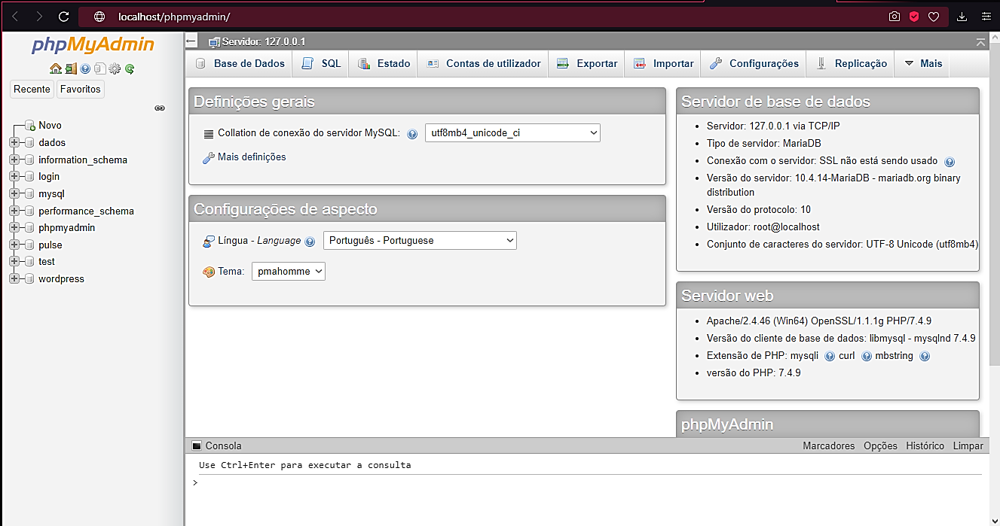 localhost/phpmyadmin/
phpMyAdmin
Recente Favoritos
Novo
dados
information_schema
login
mysql
performance_schema
phpmyadmin
pulse
test
wordpress
Servidor: 127.0.0.1
Base de Dados SQL Estado Contas de utilizador Exportar Importar Configurações Replicação Mais
Definições gerais
Collation de conexão do servidor MySQL: utf8mb4_unicode_ci
Mais definições
Configurações de aspecto
Língua - Language Português - Portuguese
Tema: pmahomme
Servidor de base de dados
Servidor: 127.0.0.1 via TCP/IP
Tipo de servidor: MariaDB
Conexão com o servidor: SSL não está sendo usado
Versão do servidor: 10.4.14-MariaDB - mariadb.org binary
distribution
Versão do protocolo: 10
Utilizador: root@localhost
Conjunto de caracteres do servidor: UTF-8 Unicode (utf8mb4)
Servidor web
Apache/2.4.46 (Win64) OpenSSL/1.1.1g PHP/7.4.9
Versão do cliente de base de dados: libmysql - mysqlnd 7.4.9
Extensão de PHP: mysqli curl mbstring
versão do PHP: 7.4.9
phpMyAdmin
Consola Marcadores Opções Histórico Limpar
Use Ctrl+Enter para executar a consulta
>